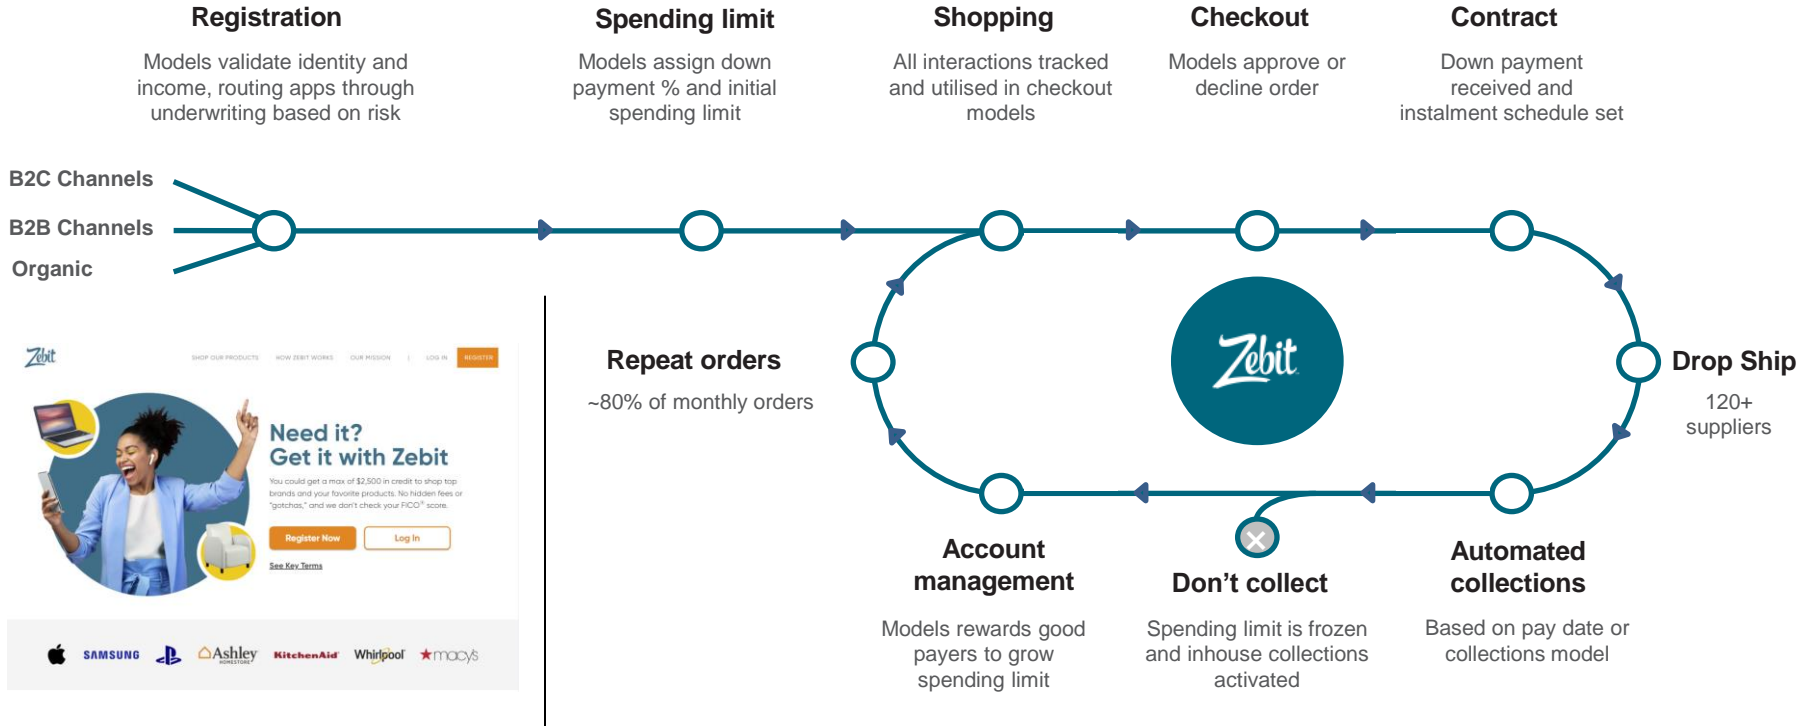 Registration
Models validate identity and
income, routing apps through
underwriting based on risk
Spending limit
Models assign down
payment % and initial
spending limit
Shopping
All interactions tracked
and utilised in checkout
models
Checkout
Models approve or
decline order
Contract
Down payment
received and
instalment schedule set
B2C Channels
B2B Channels
Organic
Zebit
SHOP OUR PRODUCTS HOW ZEBIT WORKS OUR MISSION | LOG IN REGISTER
Need it?
Get it with Zebit
You could get a max of $2,500 in credit to shop top
brands and your favorite products. No hidden fees or
"gotchas," and we don't check your FICO® score.
Register Now Log In
See Key Terms
SAMSUNG Ashley HOMESTORE KitchenAid Whirlpool macy's
Repeat orders
~80% of monthly orders
Zebit
Drop Ship
120+
suppliers
Account
management
Models rewards good
payers to grow
spending limit
Don't collect
Spending limit is frozen
and inhouse collections
activated
Automated
collections
Based on pay date or
collections model